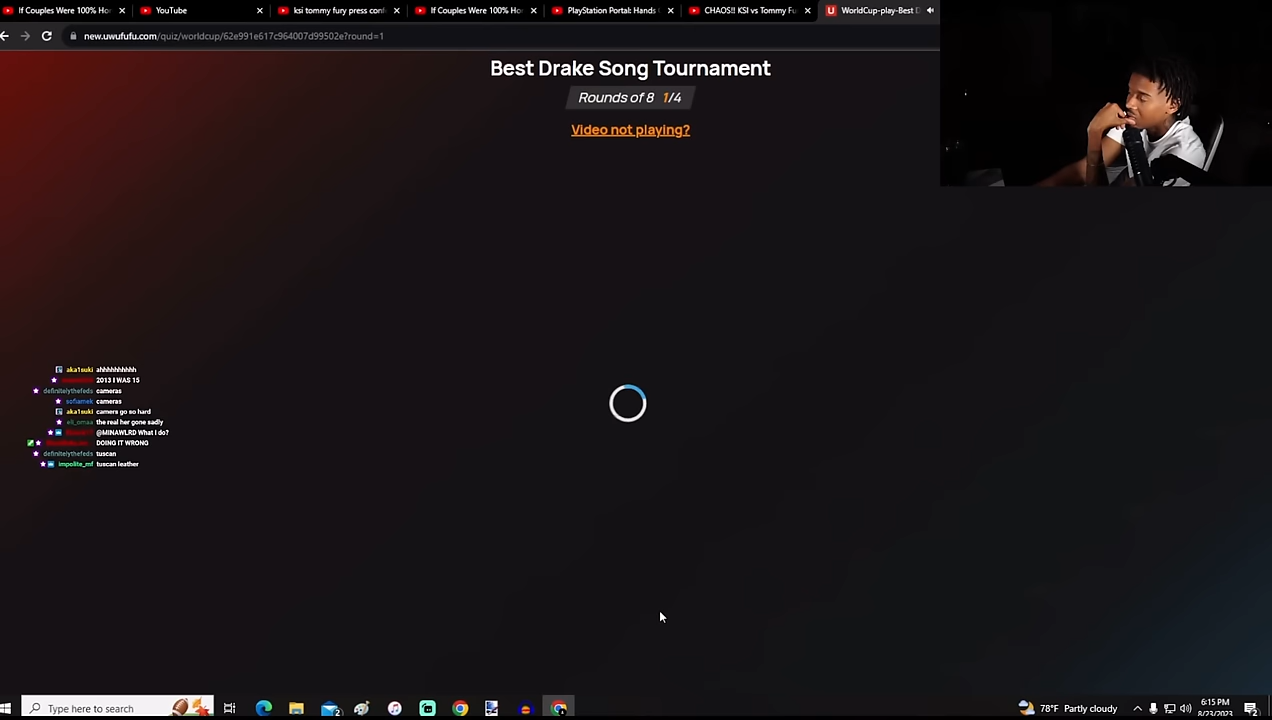 If Couples Were 100% Ho
YouTube
ksi tommy fury press conf
If Couples Were 100% Ho
PlayStation Portal: Hands
CHAOS!! KSI vs Tommy Fu
WorldCup-play-Best D
new.uwufufu.com/quiz/worldcup/62e991e617c964007d99502e?round=1
Best Drake Song Tournament
Rounds of 8 1/4
Video not playing?
aka1suki ahhhhhhhhhh
2013 I WAS 15
definitelythefeds cameras
sofiamek cameras
aka1suki camers go so hard
eli_omaa the real her gone sadly
@MINAWLRD What I do?
DOING IT WRONG
definitelythefeds tuscan
impolite_mf tuscan leather
Type here to search
78°F Partly cloudy
6:15 PM
8/23/2023